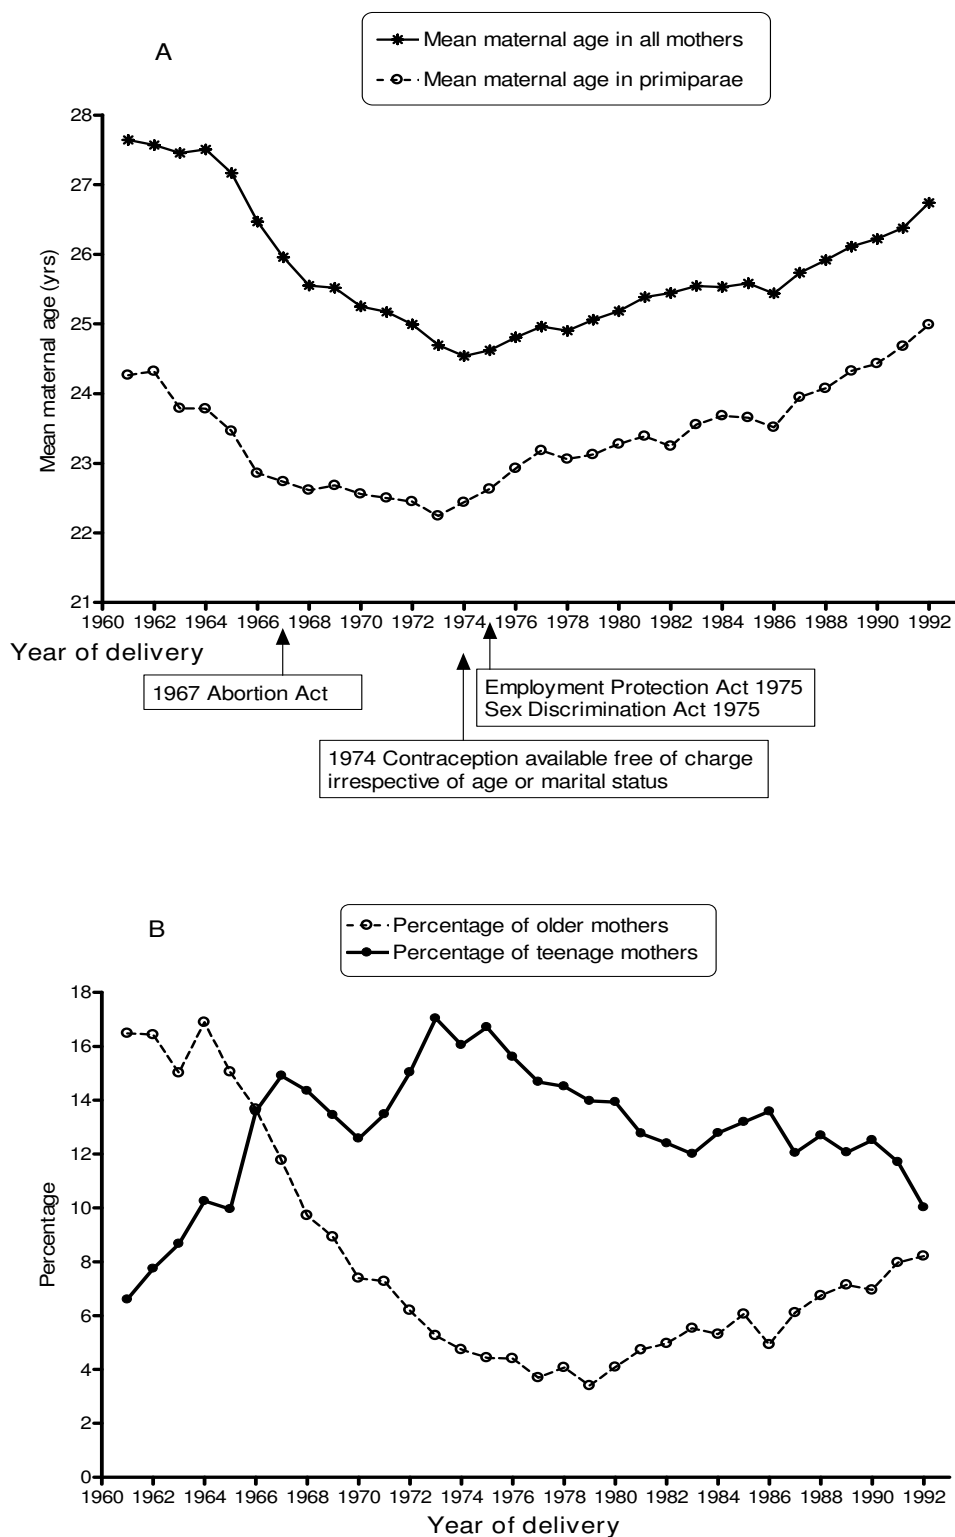 A
Mean maternal age in all mothers
Mean maternal age in primiparae
Mean maternal age (yrs)
28
27
26
25
24
23
22
21
1960 1962 1964 1966 1968 1970 1972 1974 1976 1978 1980 1982 1984 1986 1988 1990 1992
Year of delivery
1967 Abortion Act
Employment Protection Act 1975
Sex Discrimination Act 1975
1974 Contraception available free of charge
irrespective of age or marital status
B
Percentage of older mothers
Percentage of teenage mothers
Percentage
18
16
14
12
10
8
6
4
2
0
1960 1962 1964 1966 1968 1970 1972 1974 1976 1978 1980 1982 1984 1986 1988 1990 1992
Year of delivery